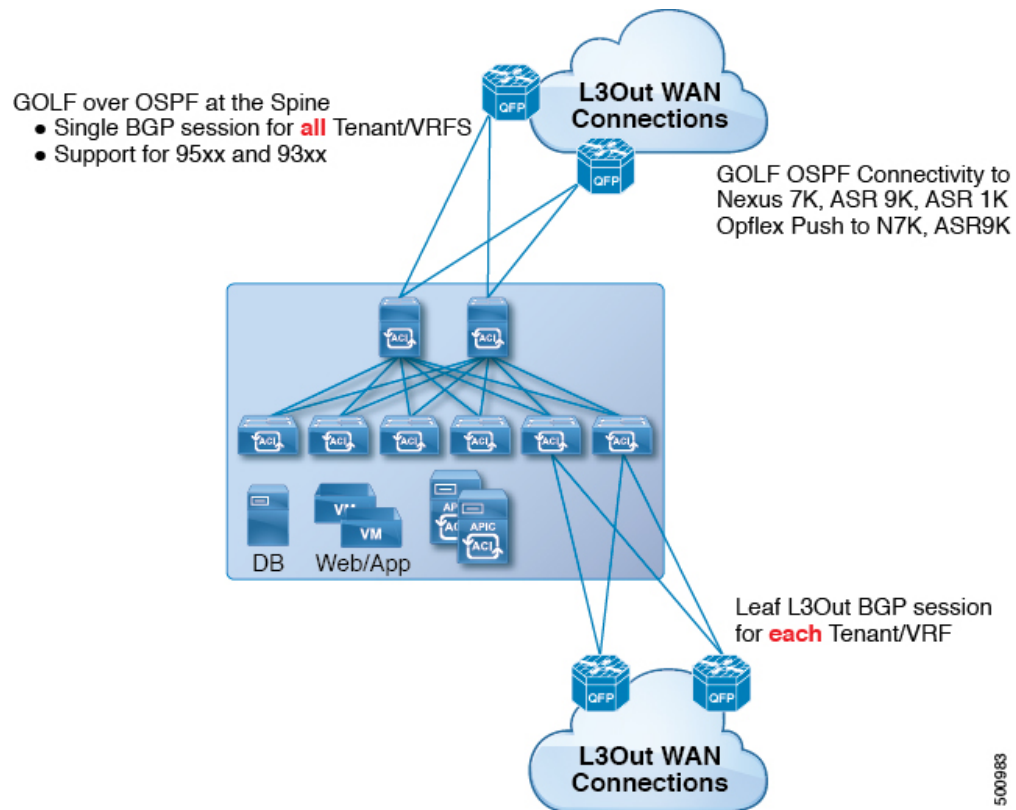 L3Out WAN
Connections
QFP
QFP
GOLF over OSPF at the Spine
● Single BGP session for all Tenant/VRFS
● Support for 95xx and 93xx
GOLF OSPF Connectivity to
Nexus 7K, ASR 9K, ASR 1K
Opflex Push to N7K, ASR9K
ACI
ACI
ACI
ACI
ACI
ACI
ACI
ACI
VM
VM
APIC
ACI
DB
Web/App
Leaf L3Out BGP session
for each Tenant/VRF
QFP
QFP
L3Out WAN
Connections
500983